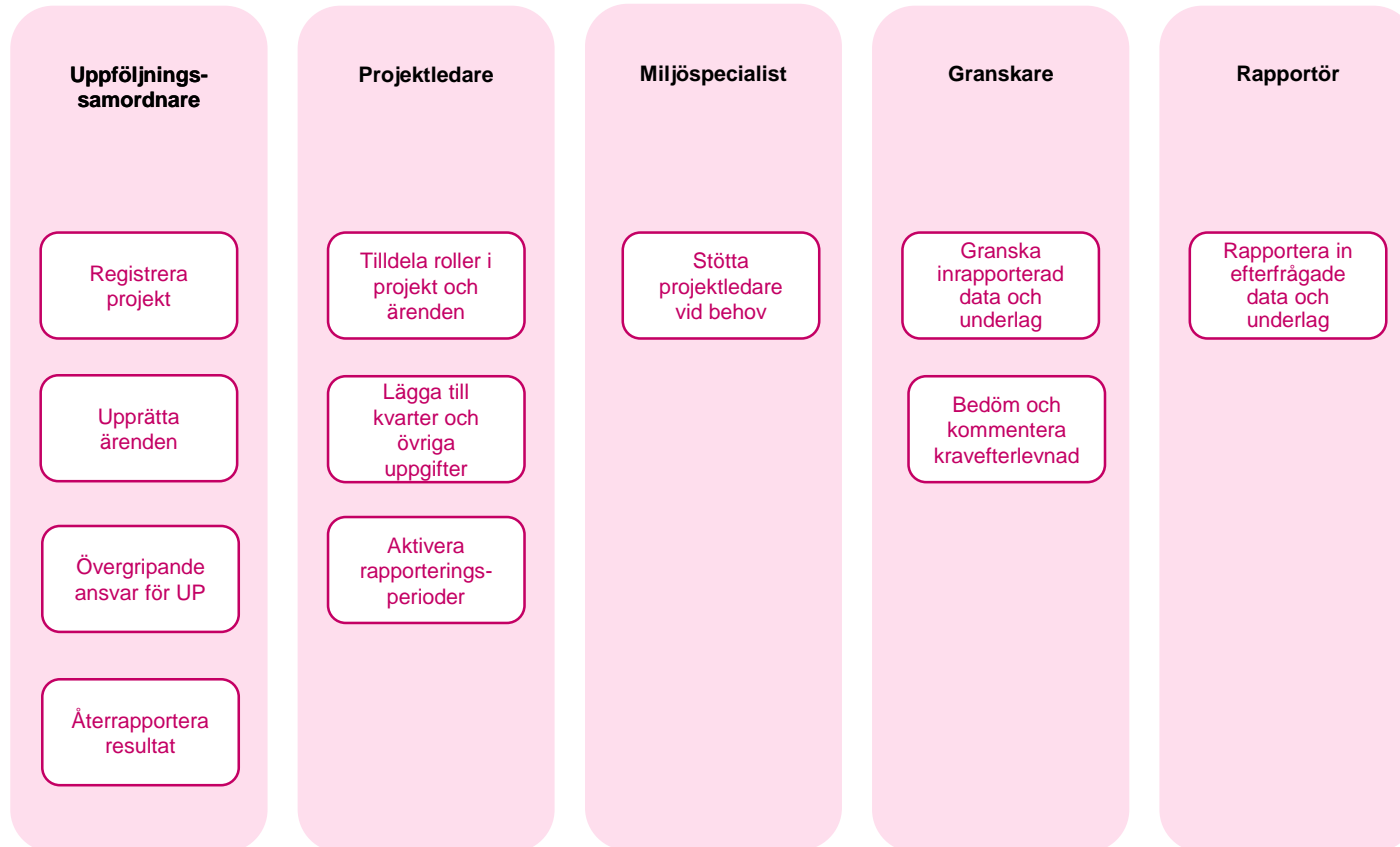 Uppföljnings-
samordnare
Registrera
projekt
Upprätta
ärenden
Övergripande
ansvar för UP
Återrapportera
resultat
Projektledare
Tilldela roller i
projekt och
ärenden
Lägga till
kvarter och
övriga
uppgifter
Aktivera
rapporterings-
perioder
Miljöspecialist
Stötta
projektledare
vid behov
Granskare
Granska
inrapporterad
data och
underlag
Bedöm och
kommentera
kravefterlevnad
Rapportör
Rapportera in
efterfrågade
data och
underlag